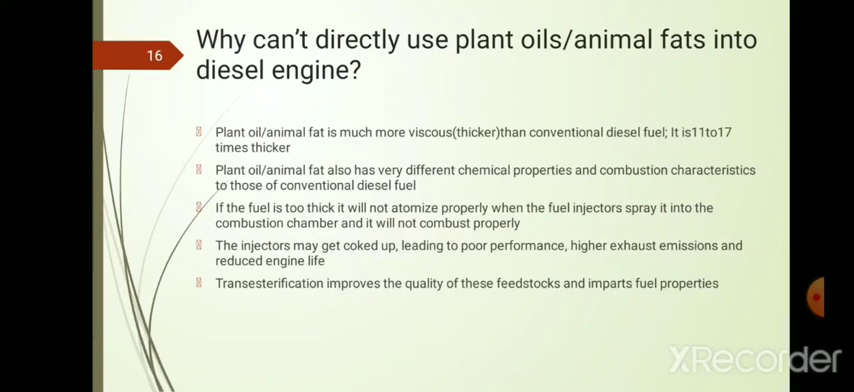 16
Why can't directly use plant oils/animal fats into
diesel engine?
Plant oil/animal fat is much more viscous(thicker)than conventional diesel fuel; It is11to17
times thicker
Plant oil/animal fat also has very different chemical properties and combustion characteristics
to those of conventional diesel fuel
If the fuel is too thick it will not atomize properly when the fuel injectors spray it into the
combustion chamber and it will not combust properly
The injectors may get coked up, leading to poor performance, higher exhaust emissions and
reduced engine life
Transesterification improves the quality of these feedstocks and imparts fuel properties
XRecorder